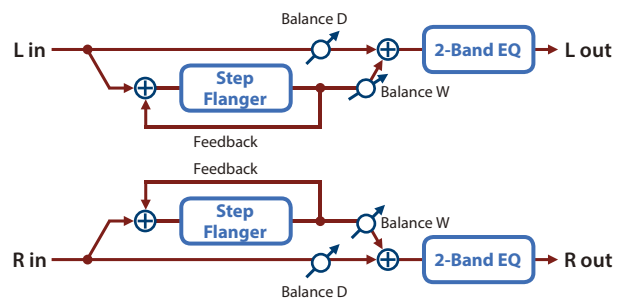 Balance D
L in
2-Band EQ
L out
Step
Flanger
Balance W
Feedback
Feedback
Step
Flanger
Balance W
R in
2-Band EQ
R out
Balance D